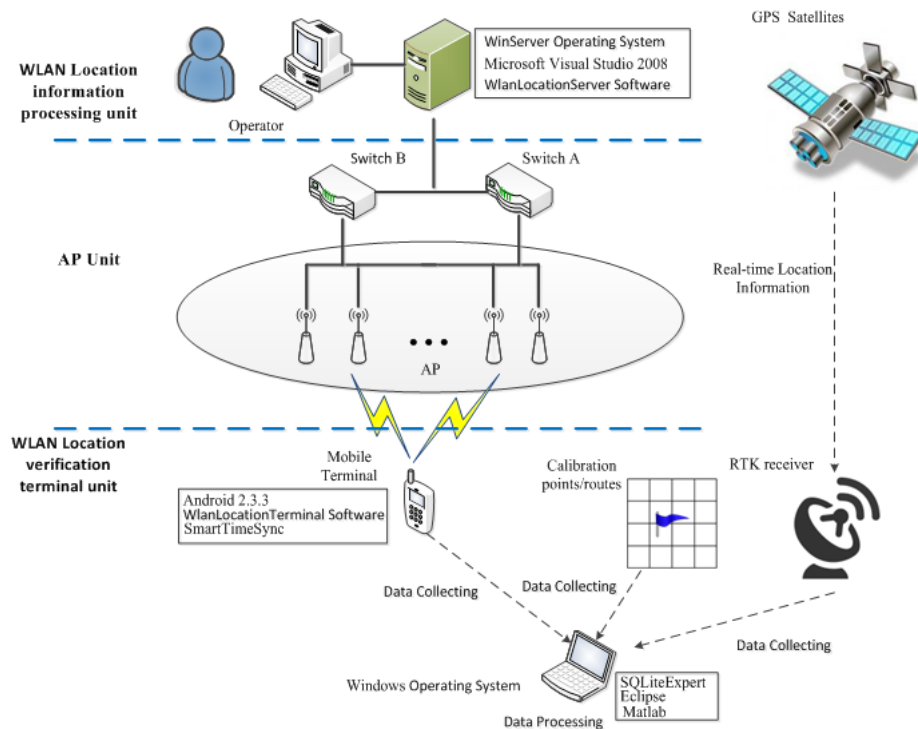 GPS Satellites
WinServer Operating System
Microsoft Visual Studio 2008
WlanLocationServer Software
WLAN Location
information
processing unit
Operator
Switch B
Switch A
AP Unit
Real-time Location
Information
AP
WLAN Location
verification
terminal unit
Mobile
Terminal
Android 2.3.3
WlanLocationTerminal Software
SmartTimeSync
Calibration
points/routes
RTK receiver
Data Collecting
Data Collecting
Data Collecting
Windows Operating System
SQLiteExpert
Eclipse
Matlab
Data Processing